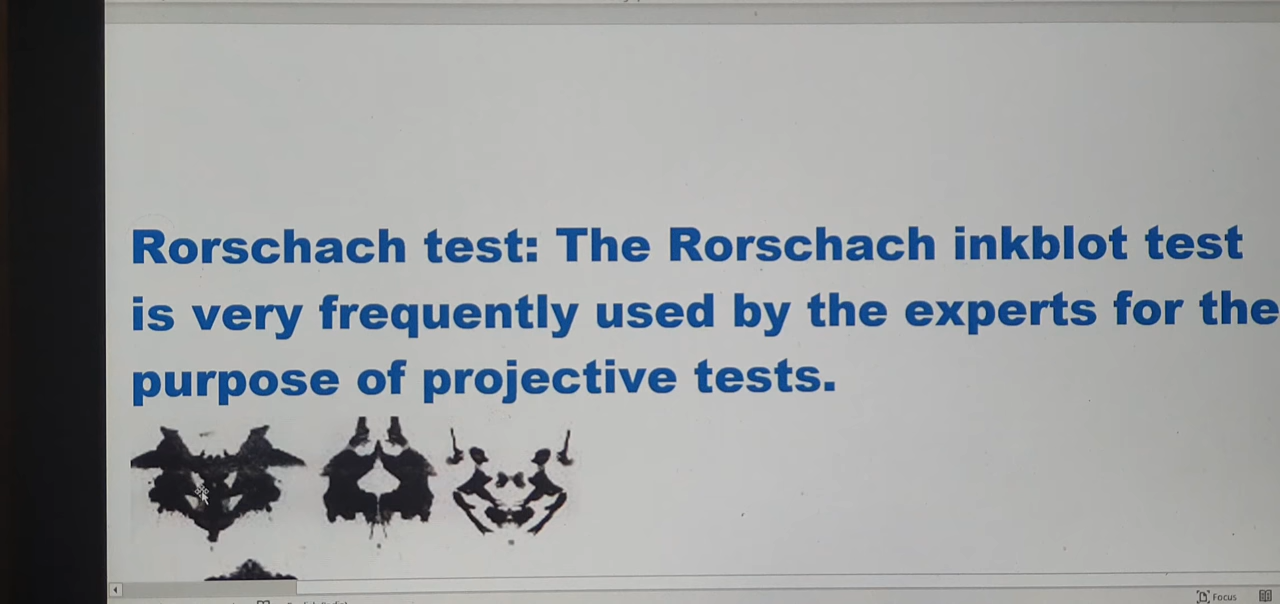 Rorschach test: The Rorschach inkblot test
is very frequently used by the experts for the
purpose of projective tests.
Focus